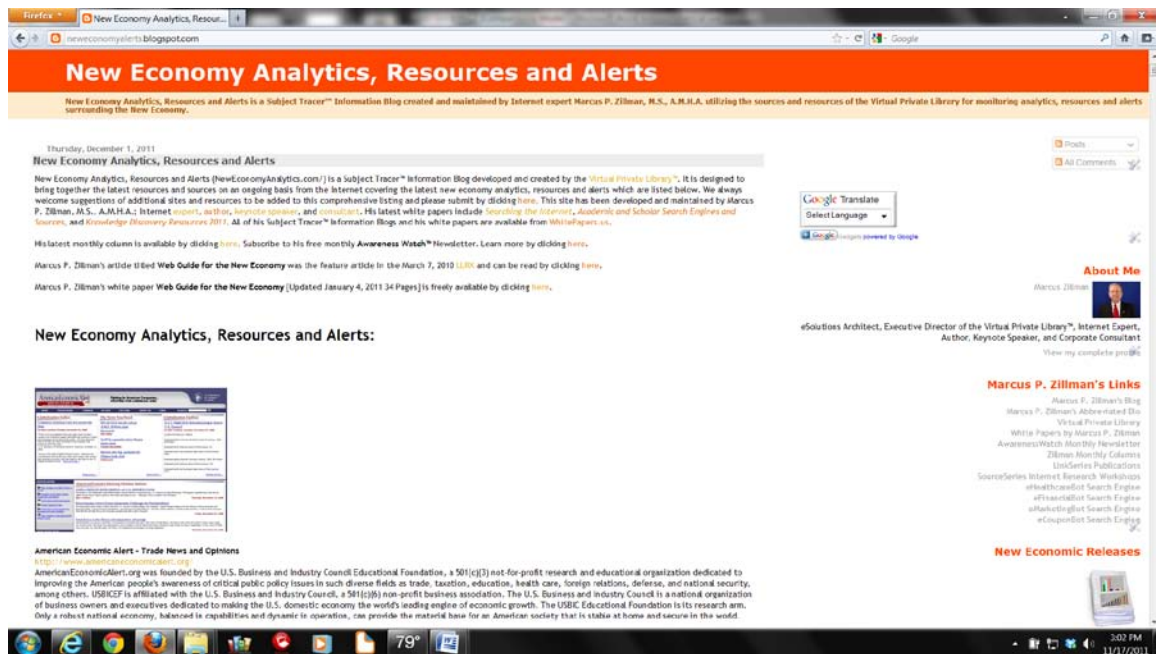 Firefox
New Economy Analytics, Resour...
neweconomyalerts.blogspot.com
Google
New Economy Analytics, Resources and Alerts
New Economy Analytics, Resources and Alerts is a Subject Tracer™ Information Blog created and maintained by Internet expert Marcus P. Zillman, M.S., A.M.H.A. utilizing the sources and resources of the Virtual Private Library for monitoring analytics, resources and alerts
surrounding the New Economy.
Thursday, December 1, 2011
New Economy Analytics, Resources and Alerts
New Economy Analytics, Resources and Alerts (NewEconomyAnalytics.com/) is a Subject Tracer™ Information Blog developed and created by the Virtual Private Library™. It is designed to
bring together the latest resources and sources on an ongoing basis from the Internet covering the latest new economy analytics, resources and alerts which are listed below. We always
welcome suggestions of additional sites and resources to be added to this comprehensive listing and please submit by clicking here. This site has been developed and maintained by Marcus
P. Zillman, M.S., A.M.H.A.; Internet expert, author, keynote speaker, and consultant. His latest white papers include Searching the Internet, Academic and Scholar Search Engines and
Sources, and Knowledge Discovery Resources 2011. All of his Subject Tracer™ Information Blogs and his white papers are available from WhitePapers.us.
His latest monthly column is available by clicking here. Subscribe to his free monthly Awareness Watch™ Newsletter. Learn more by clicking here.
Marcus P. Zillman's article titled Web Guide for the New Economy was the feature article in the March 7, 2010 LLRX and can be read by clicking here.
Marcus P. Zillman's white paper Web Guide for the New Economy [Updated January 4, 2011 34 Pages] is freely available by clicking here.
New Economy Analytics, Resources and Alerts:
American Economic Alert - Trade News and Opinions
http://www.americaneconomicalert.org/
AmericanEconomicAlert.org was founded by the U.S. Business and Industry Council Educational Foundation, a 501(c)(3) not-for-profit research and educational organization dedicated to
improving the American people's awareness of critical public policy issues in such diverse fields as trade, taxation, education, health care, foreign relations, defense, and national security,
among others. USBICEF is affiliated with the U.S. Business and Industry Council, a 501(c)(6) non-profit business association. The U.S. Business and Industry Council is a national organization
of business owners and executives dedicated to making the U.S. domestic economy the world's leading engine of economic growth. The USBIC Educational Foundation is its research arm.
Only a robust national economy, balanced in capabilities and dynamic in operation, can provide the material base for an American society that is stable at home and secure in the world.
Posts
All Comments
Google Translate
Select Language
Google powered by Google
About Me
Marcus Zillman
eSolutions Architect, Executive Director of the Virtual Private Library™, Internet Expert,
Author, Keynote Speaker, and Corporate Consultant
View my complete profile
Marcus P. Zillman's Links
Marcus P. Zillman's Blog
Marcus P. Zillman's Abbreviated Bio
Virtual Private Library
White Papers by Marcus P. Zillman
AwarenessWatch Monthly Newsletter
Zillman Monthly Columns
LinkSeries Publications
SourceSeries Internet Research Workshops
eHealthcareBot Search Engine
eFinancialBot Search Engine
eMarketingBot Search Engine
eCouponBot Search Engine
New Economic Releases
79°
3:02 PM
11/17/2011